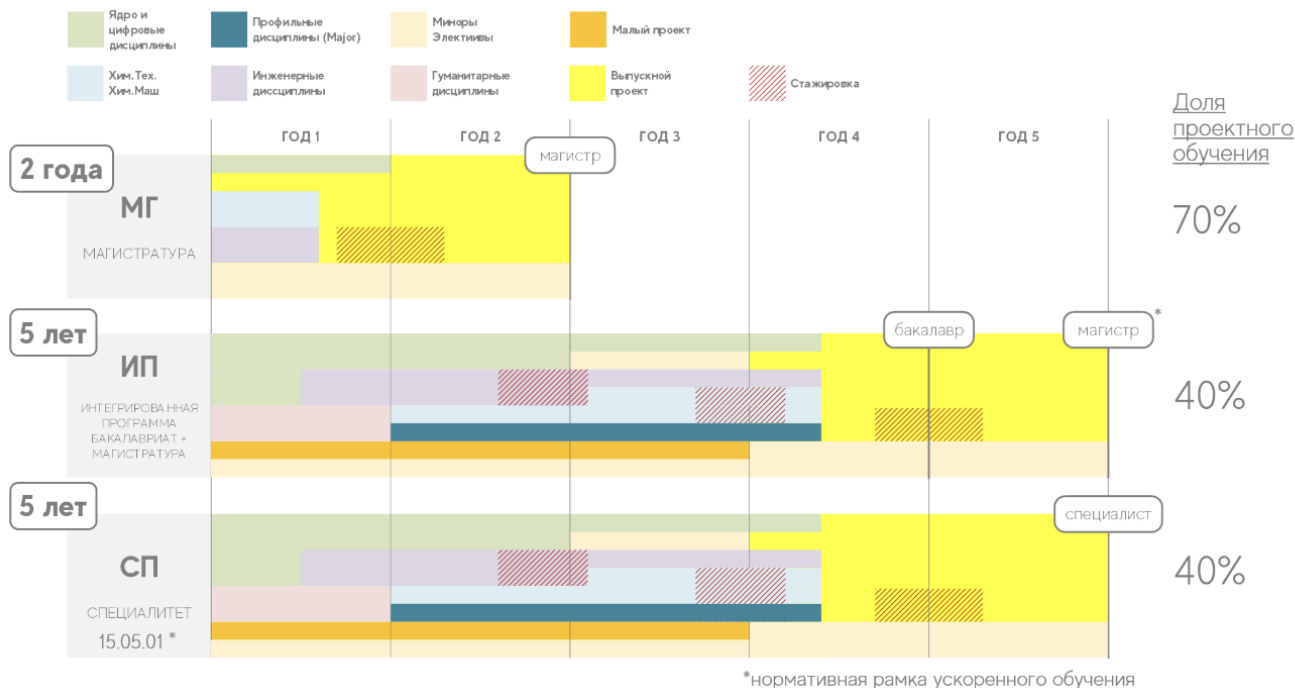 Ядро и
цифровые
дисциплины
Профильные
дисциплины (Major)
Миноры
Элективы
Малый проект
Хим.Тех.
Хим.Маш
Инженерные
диссциплины
Гуманитарные
дисциплины
Выпускной
проект
Стажировка
Доля
проектного
обучения
ГОД 1
ГОД 2
ГОД 3
ГОД 4
ГОД 5
2 года
магистр
МГ
МАГИСТРАТУРА
70%
5 лет
бакалавр
магистр
*
ИП
ИНТЕГРИРОВАННАЯ
ПРОГРАММА
БАКАЛАВРИАТ +
МАГИСТРАТУРА
40%
5 лет
специалист
СП
СПЕЦИАЛИТЕТ
15.05.01 *
40%
*нормативная рамка ускоренного обучения